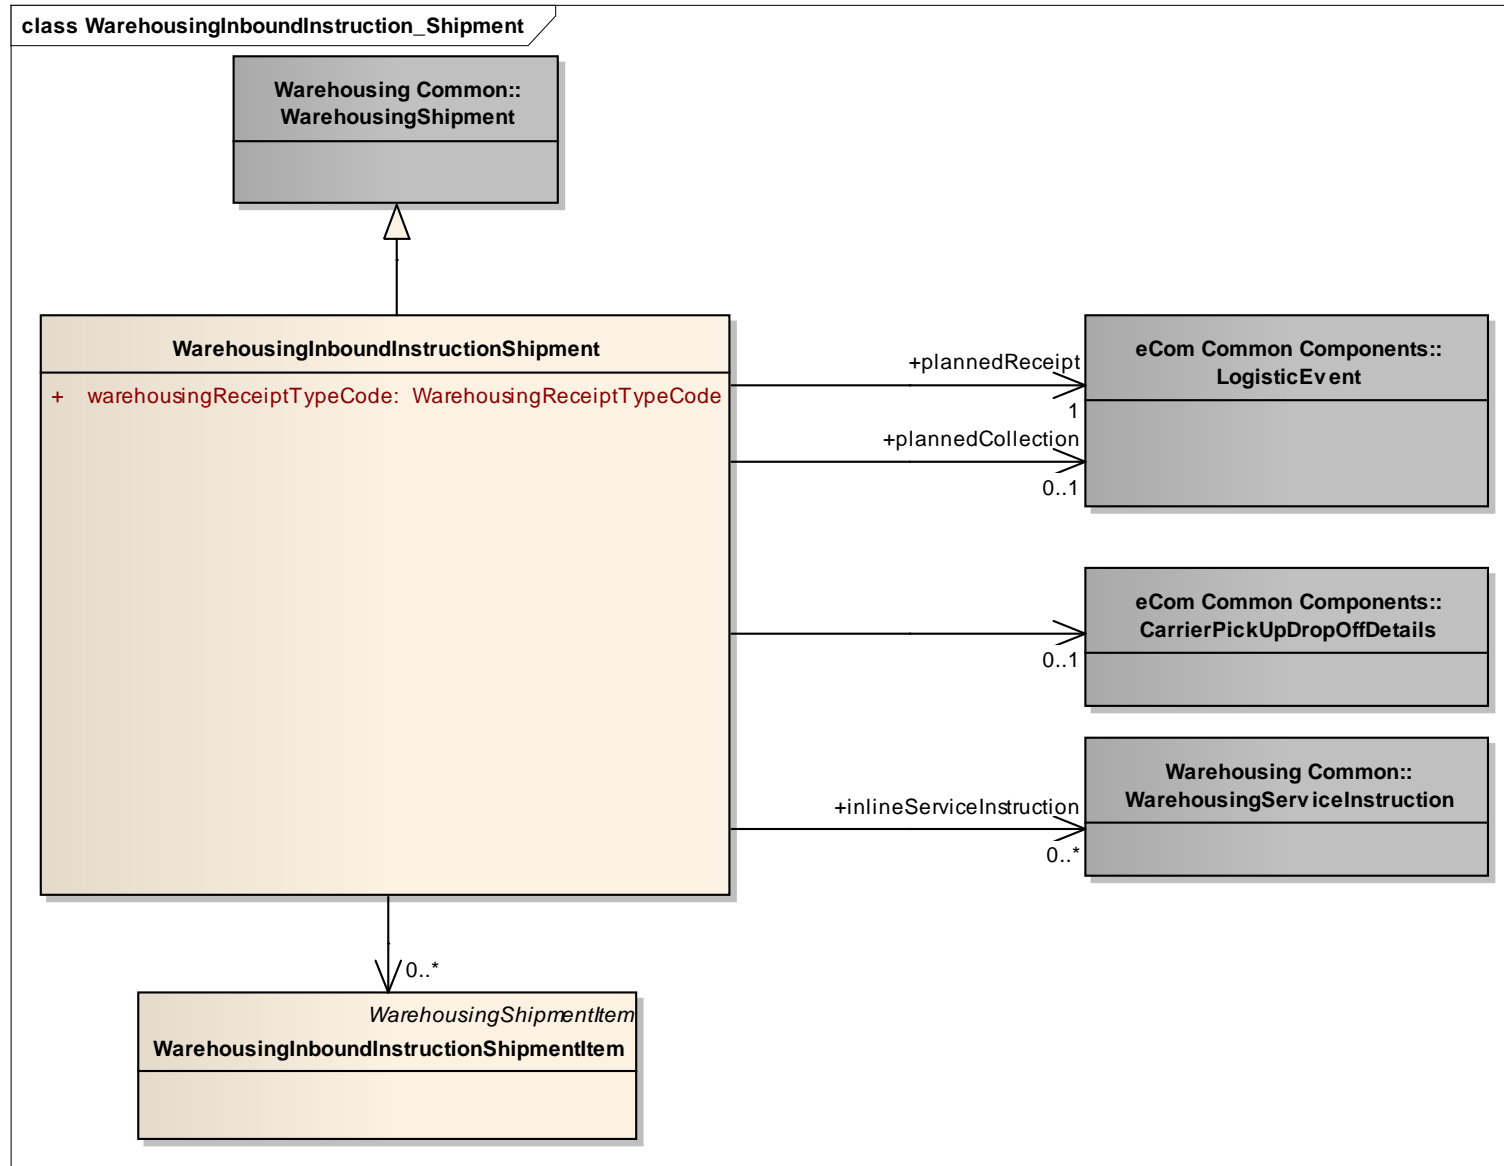 class WarehousingInboundInstruction_Shipment
Warehousing Common::
WarehousingShipment
WarehousingInboundInstructionShipment
+ warehousingReceiptTypeCode: WarehousingReceiptTypeCode
+plannedReceipt
1
+plannedCollection
0..1
eCom Common Components::
LogisticEvent
0..1
eCom Common Components::
CarrierPickUpDropOffDetails
+inlineServiceInstruction
0..*
Warehousing Common::
WarehousingServiceInstruction
0..*
WarehousingShipmentItem
WarehousingInboundInstructionShipmentItem